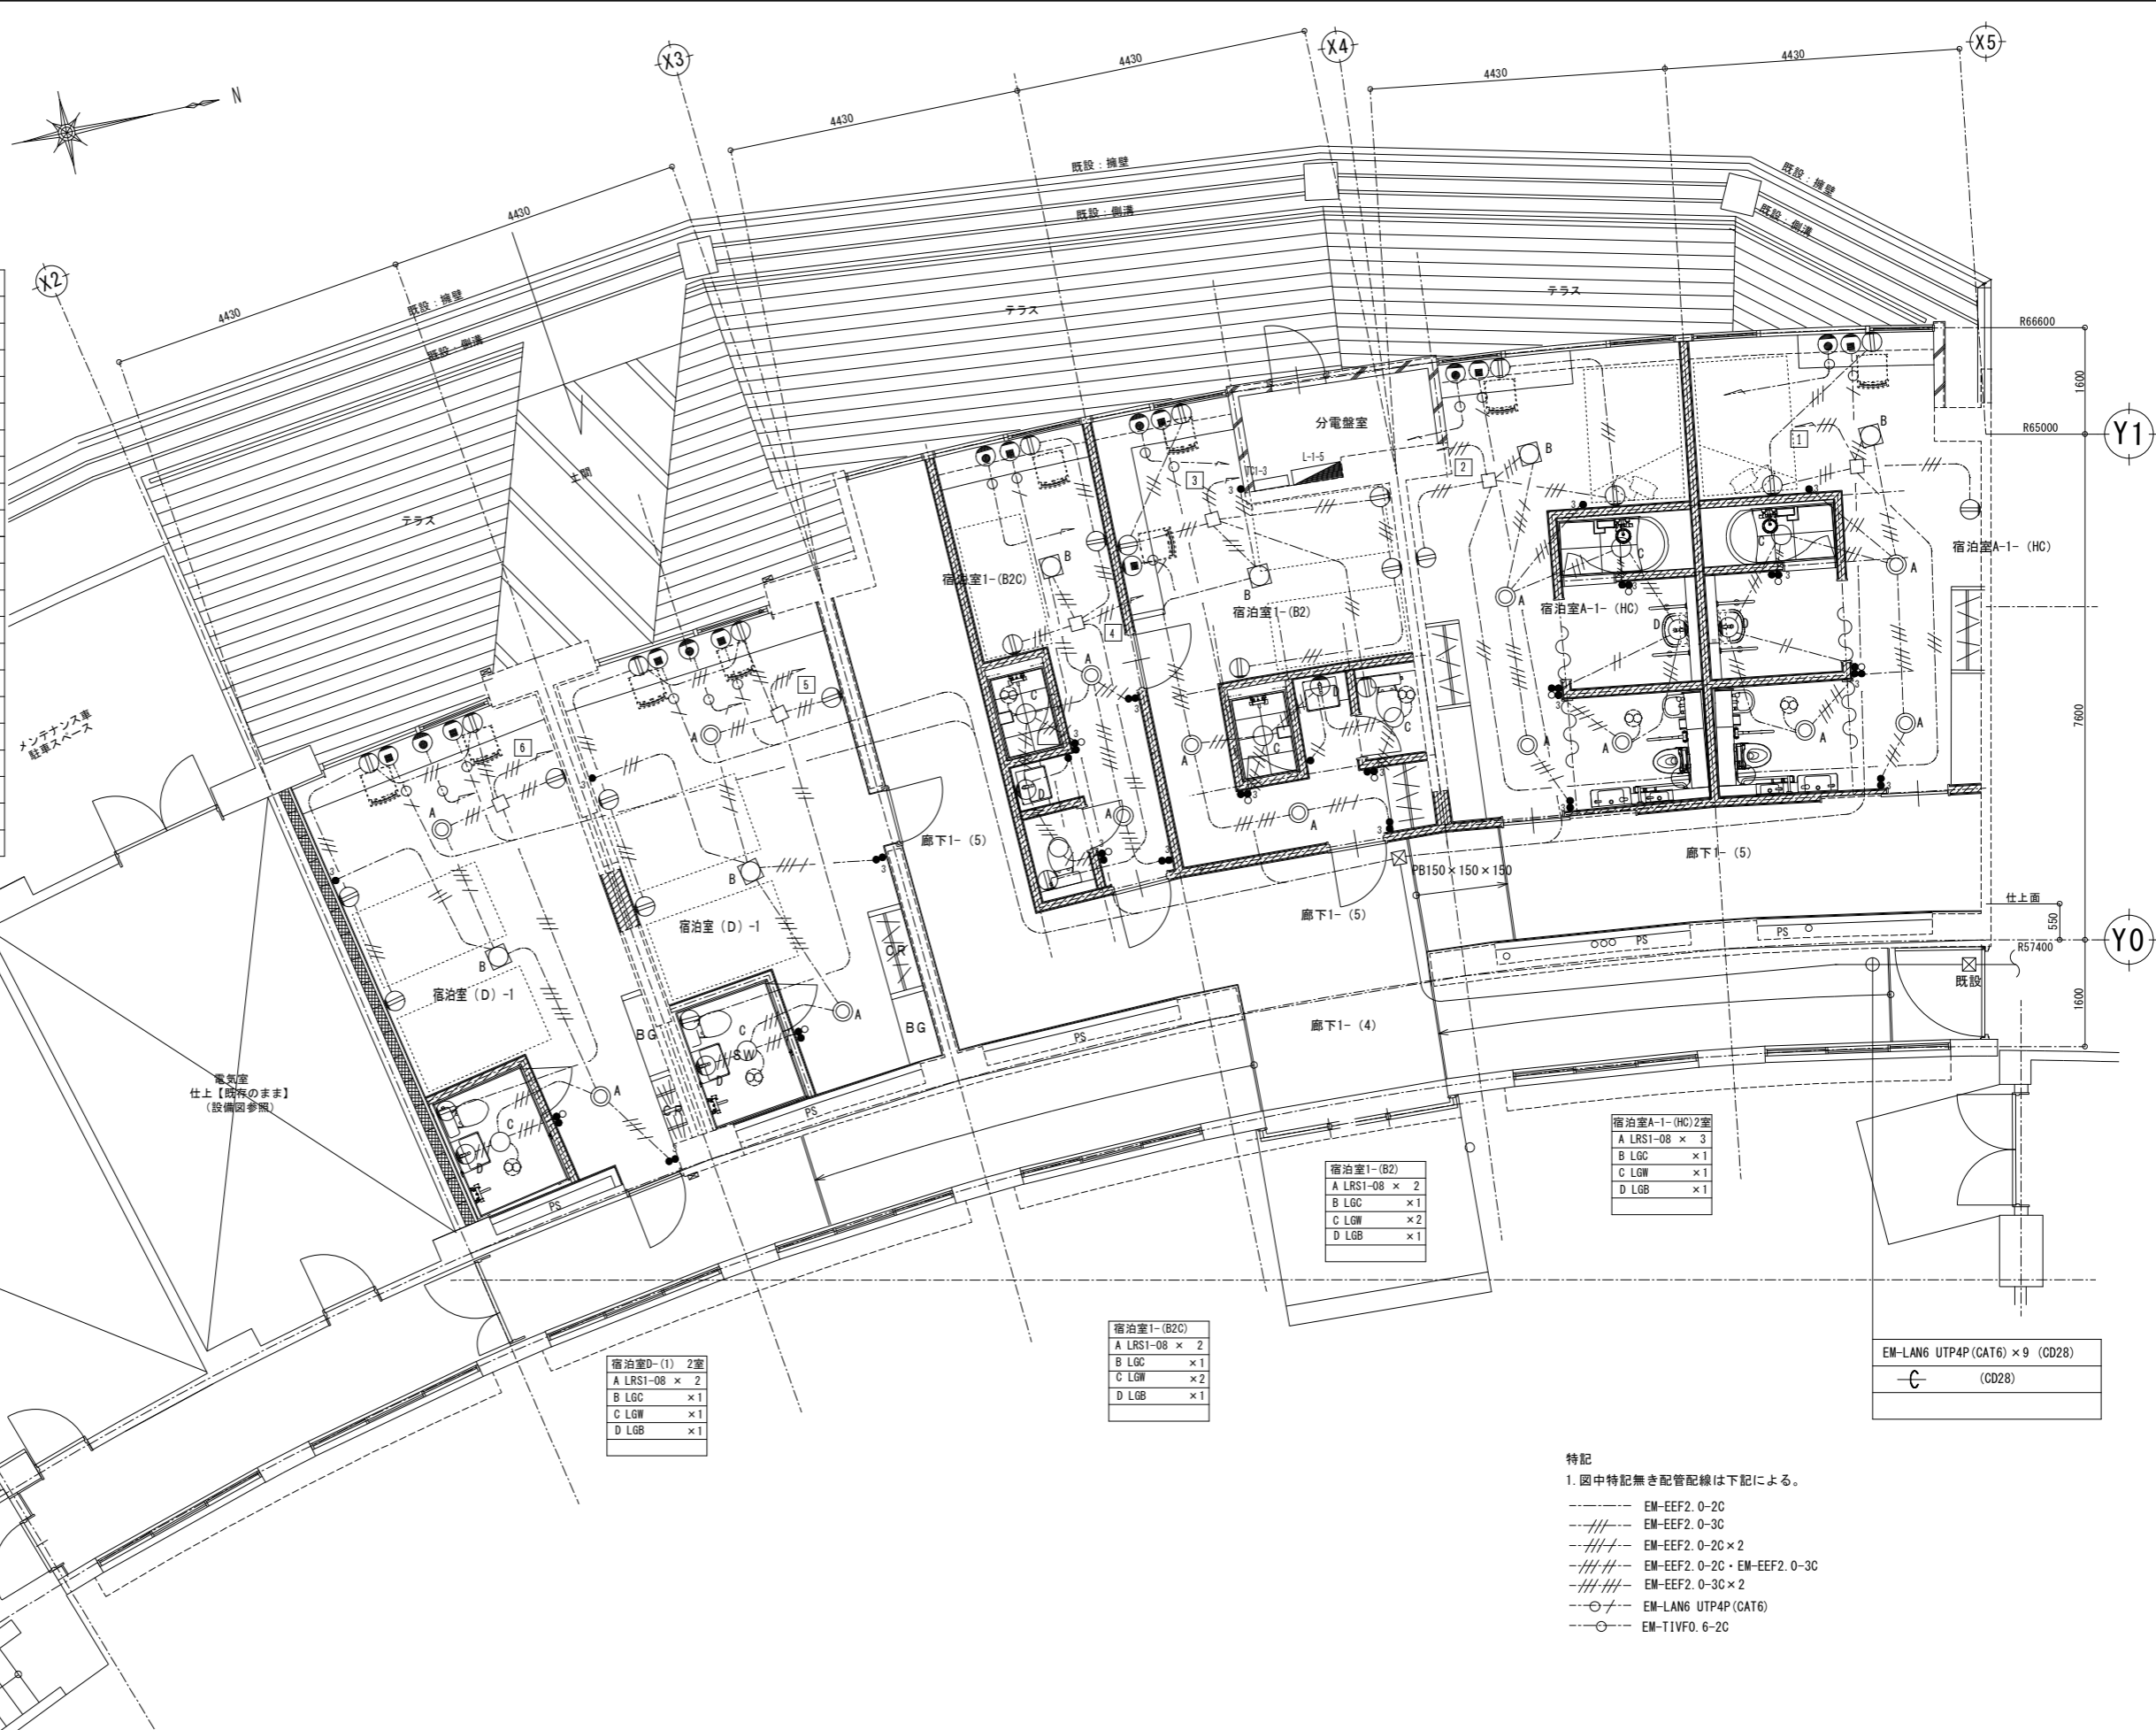 X3
X4
X5
4430
4430
4430
4430
N
既設：擁壁
既設：擁壁
4430
既設：側溝
既設：側溝
X2
4430
既設：擁壁
既設：側溝
テラス
テラス
R66600
1600
分電盤室
R65000
Y1
TC1-3
L-1-5
1
2
3
B
B
土間
テラス
宿泊室1-(B2C)
B
B
宿泊室A-1-（HC）
A
宿泊室1-(B2)
宿泊室A-1-（HC）
4
A
C
C
D
D
5
A
メンテナンス車
駐車スペース
6
A
A
A
A
A
A
7600
廊下1-（5）
PB150×150×150
廊下1-（5）
廊下1-（5）
仕上面
550
B
宿泊室（D）-1
CR
PS
PS
R57400
Y0
既設
B
宿泊室（D）-1
BG
BG
A
廊下1-（4）
1600
PS
SW
電気室
仕上【既存のまま】
（設備図参照）
CR
PS
PS
宿泊室A-1-(HC)2室
A LRS1-08 × 3
B LGC ×1
C LGW ×1
D LGB ×1
宿泊室1-(B2)
A LRS1-08 × 2
B LGC ×1
C LGW ×2
D LGB ×1
宿泊室1-(B2C)
A LRS1-08 × 2
B LGC ×1
C LGW ×2
D LGB ×1
宿泊室D-(1) 2室
A LRS1-08 × 2
B LGC ×1
C LGW ×1
D LGB ×1
EM-LAN6 UTP4P(CAT6)×9 (CD28)
C (CD28)
特記
1.図中特記無き配管配線は下記による。
EM-EEF2.0-2C
EM-EEF2.0-3C
EM-EEF2.0-2C×2
EM-EEF2.0-2C・EM-EEF2.0-3C
EM-EEF2.0-3C×2
EM-LAN6 UTP4P(CAT6)
EM-TIVF0.6-2C